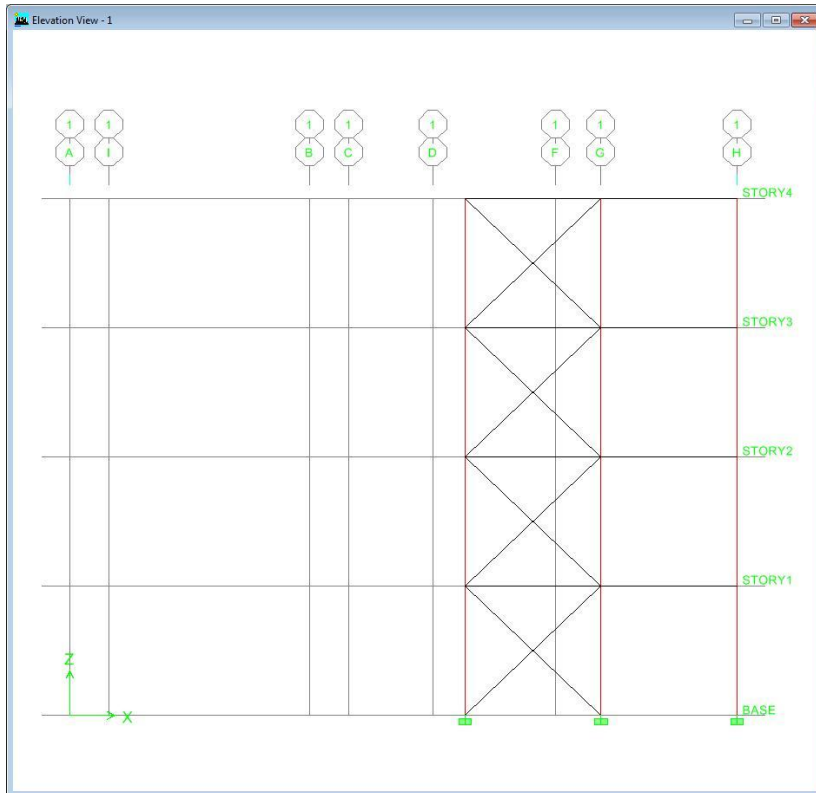 Elevation View - 1
1 1 1 1 1 1 1 1
A I B C D F G H
STORY4
STORY3
STORY2
STORY1
Z
X
BASE